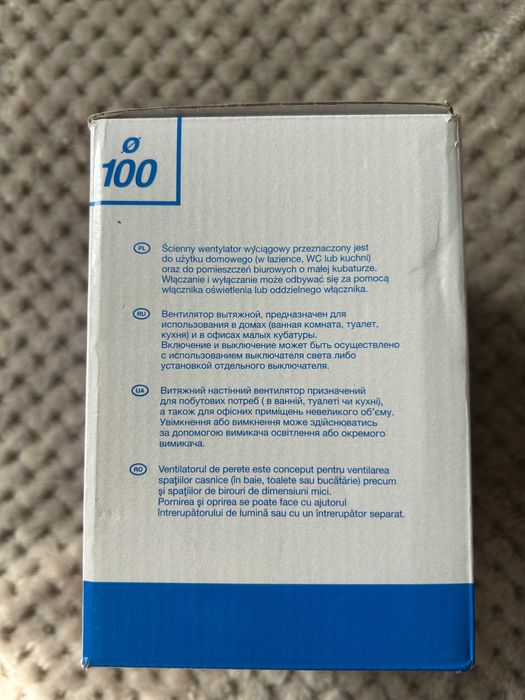 Ø
100
PL Ścienny wentylator wyciągowy przeznaczony jest
do użytku domowego (w łazience, WC lub kuchni)
oraz do pomieszczeń biurowych o małej kubaturze.
Włączanie i wyłączanie może odbywać się za pomocą
włącznika oświetlenia lub oddzielnego włącznika.
RU Вентилятор вытяжной, предназначен для
использования в домах (ванная комната, туалет,
кухня) и в офисах малых кубатуры.
Включение и выключение может быть осуществлено
с использованием выключателя света либо
установкой отдельного выключателя.
UA Витяжний настінний вентилятор призначений
для побутових потреб ( в ванній, туалеті чи кухні),
а також для офісних приміщень невеликого об'єму.
Увімкнення або вимкнення може здійснюватись
за допомогою вимикача освітлення або окремого
вимикача.
RO Ventilatorul de perete este conceput pentru ventilarea
spațiilor casnice (în baie, toalete sau bucătărie) precum
și spațiilor de birouri de dimensiuni mici.
Pornirea și oprirea se poate face cu ajutorul
întrerupătorului de lumină sau cu un întrerupător separat.